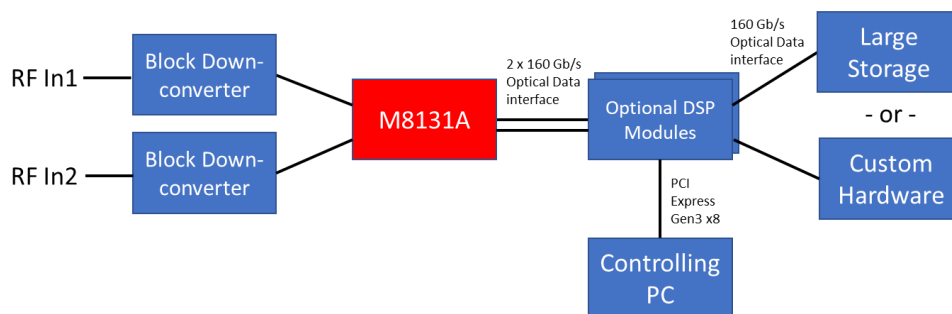 RF In1
Block Down-
converter
RF In2
Block Down-
converter
M8131A
2 x 160 Gb/s
Optical Data
interface
Optional DSP
Modules
PCI
Express
Gen3 x8
Controlling
PC
160 Gb/s
Optical Data
interface
Large
Storage
- or -
Custom
Hardware